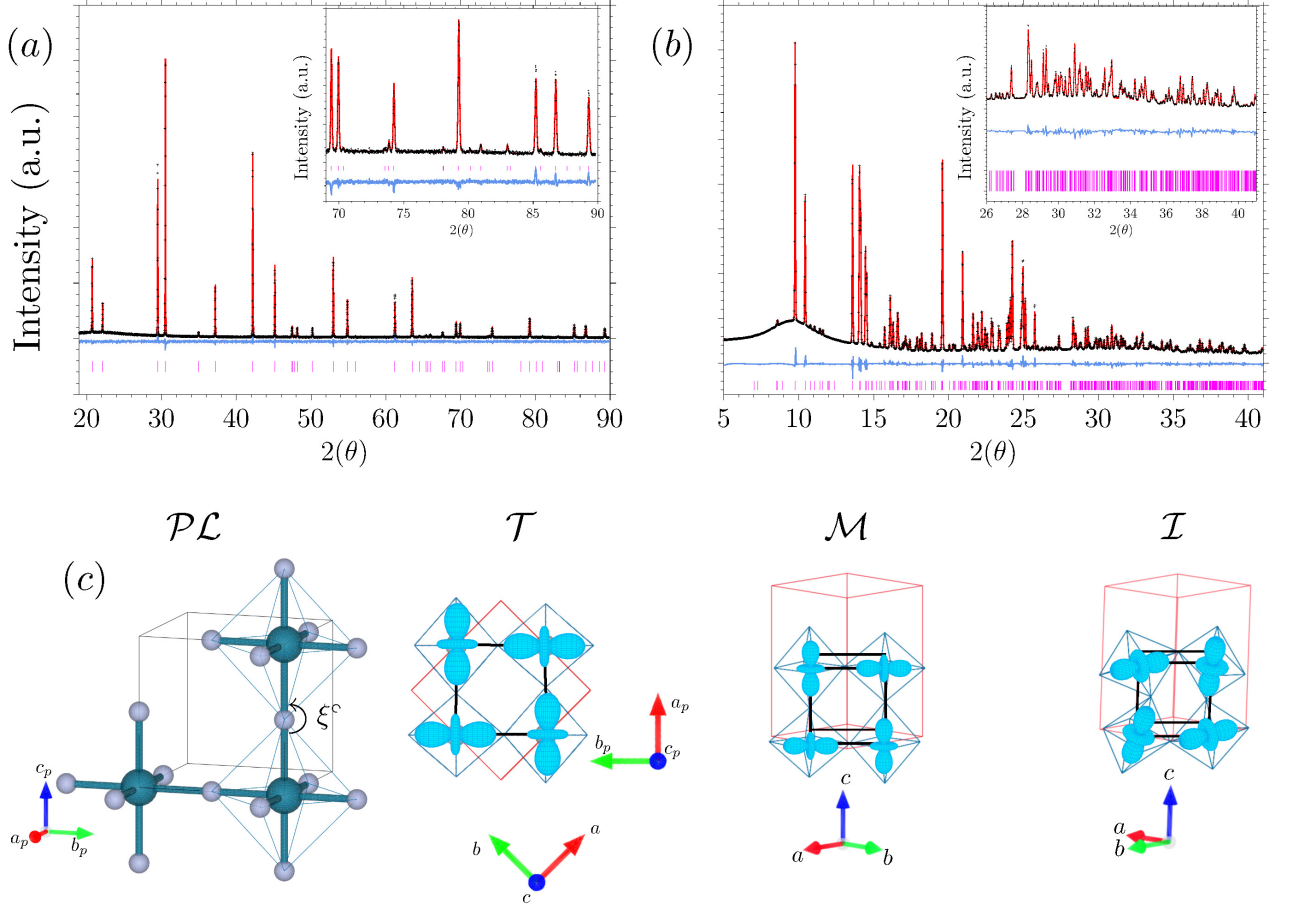 (a)
Intensity (a.u.)
Intensity (a.u.)
70 75 80 85 90
2(θ)
20 30 40 50 60 70 80 90
2(θ)
(b)
Intensity (a.u.)
26 28 30 32 34 36 38 40
2(θ)
5 10 15 20 25 30 35 40
2(θ)
PL T M I
(c)
ξᶜ
c_p
a_p
b_p
a_p
b_p
c_p
b
a
c
c
a
b
c
a
b